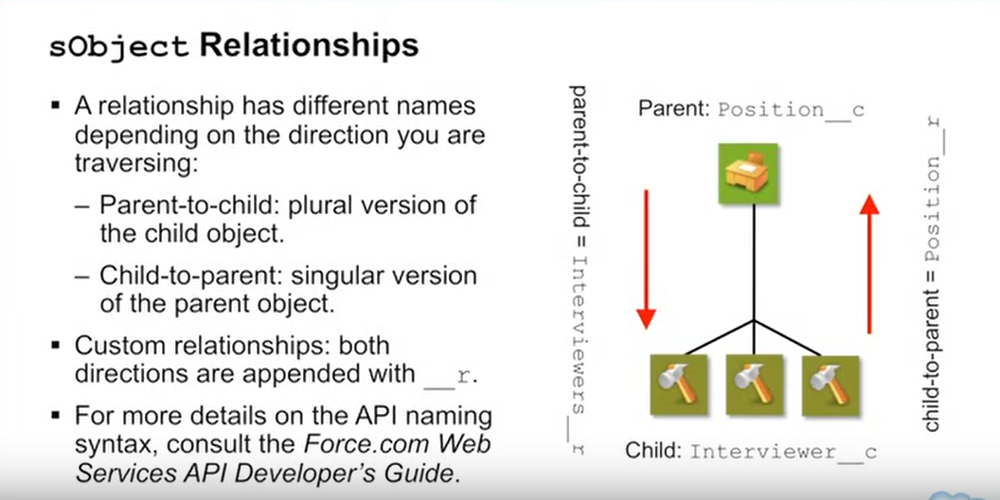 sObject Relationships
▪ A relationship has different names
depending on the direction you are
traversing:
– Parent-to-child: plural version of
the child object.
– Child-to-parent: singular version
of the parent object.
▪ Custom relationships: both
directions are appended with __r.
▪ For more details on the API naming
syntax, consult the Force.com Web
Services API Developer's Guide.
parent-to-child = Interviewers__r
Parent: Position__c
child-to-parent = Position__r
Child: Interviewer__c